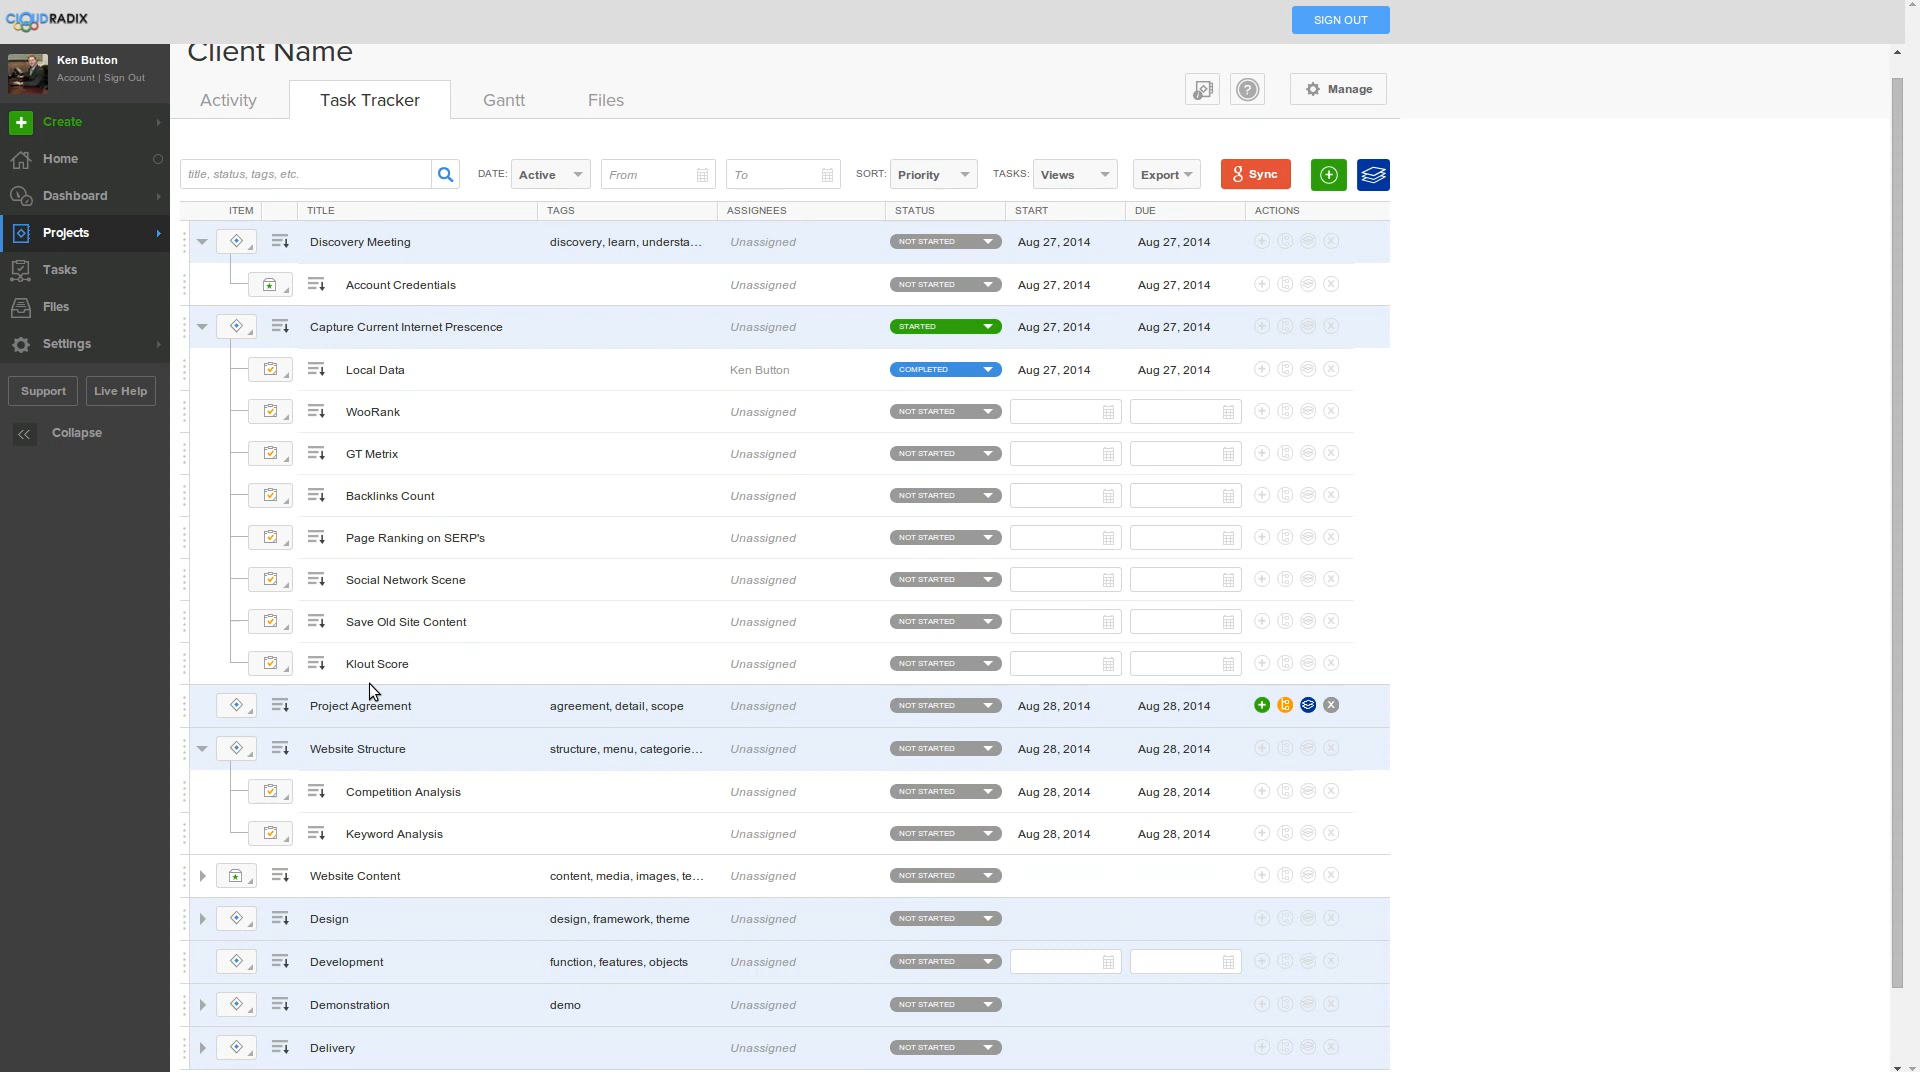 CLOUDRADIX
SIGN OUT
Ken Button
Account | Sign Out
Create
Home
Dashboard
Projects
Tasks
Files
Settings
Support Live Help
Collapse
Client Name
Activity Task Tracker Gantt Files
Manage
title, status, tags, etc. DATE: Active From To SORT: Priority TASKS: Views Export Sync
ITEM TITLE TAGS ASSIGNEES STATUS START DUE ACTIONS
Discovery Meeting discovery, learn, understa... Unassigned NOT STARTED Aug 27, 2014 Aug 27, 2014
Account Credentials Unassigned NOT STARTED Aug 27, 2014 Aug 27, 2014
Capture Current Internet Prescence Unassigned STARTED Aug 27, 2014 Aug 27, 2014
Local Data Ken Button COMPLETED Aug 27, 2014 Aug 27, 2014
WooRank Unassigned NOT STARTED
GT Metrix Unassigned NOT STARTED
Backlinks Count Unassigned NOT STARTED
Page Ranking on SERP's Unassigned NOT STARTED
Social Network Scene Unassigned NOT STARTED
Save Old Site Content Unassigned NOT STARTED
Klout Score Unassigned NOT STARTED
Project Agreement agreement, detail, scope Unassigned NOT STARTED Aug 28, 2014 Aug 28, 2014
Website Structure structure, menu, categorie... Unassigned NOT STARTED Aug 28, 2014 Aug 28, 2014
Competition Analysis Unassigned NOT STARTED Aug 28, 2014 Aug 28, 2014
Keyword Analysis Unassigned NOT STARTED Aug 28, 2014 Aug 28, 2014
Website Content content, media, images, te... Unassigned NOT STARTED
Design design, framework, theme Unassigned NOT STARTED
Development function, features, objects Unassigned NOT STARTED
Demonstration demo Unassigned NOT STARTED
Delivery Unassigned NOT STARTED